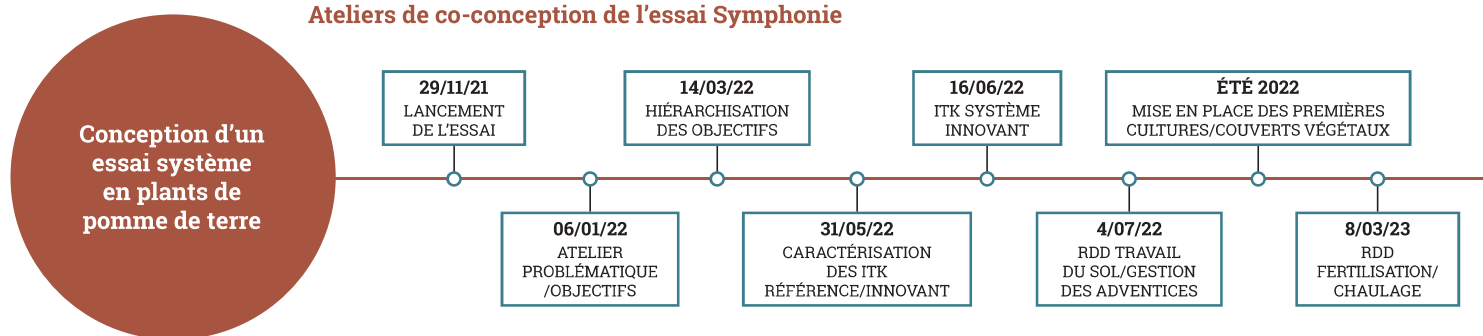 Ateliers de co-conception de l'essai Symphonie
Conception d'un
essai système
en plants de
pomme de terre
29/11/21
LANCEMENT
DE L'ESSAI
06/01/22
ATELIER
PROBLÉMATIQUE
/OBJECTIFS
14/03/22
HIÉRARCHISATION
DES OBJECTIFS
31/05/22
CARACTÉRISATION
DES ITK
RÉFÉRENCE/INNOVANT
16/06/22
ITK SYSTÈME
INNOVANT
4/07/22
RDD TRAVAIL
DU SOL/GESTION
DES ADVENTICES
ÉTÉ 2022
MISE EN PLACE DES PREMIÈRES
CULTURES/COUVERTS VÉGÉTAUX
8/03/23
RDD
FERTILISATION/
CHAULAGE